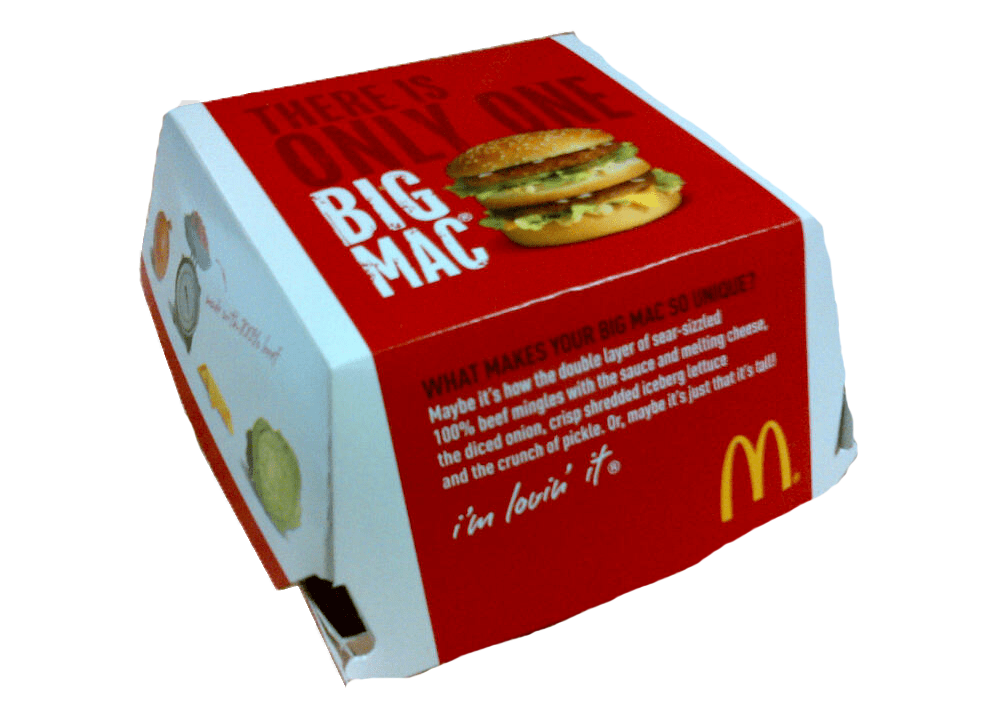 THERE IS
ONLY ONE
BIG
MAC®
WHAT MAKES YOUR BIG MAC SO UNIQUE?
Maybe it's how the double layer of sear-sizzled
100% beef mingles with the sauce and melting cheese,
the diced onion, crisp shredded iceberg lettuce
and the crunch of pickle. Or, maybe it's just that it's tall!
i'm lovin' it®
made with 100% beef